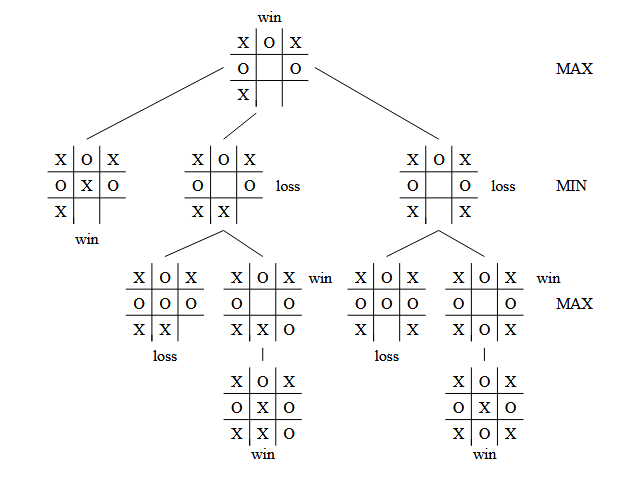 win
X O X
O O MAX
X
X O X X O X X O X
O X O O O loss O O loss MIN
X X X X X
win
X O X X O X win X O X X O X win
O O O O O O O O O O MAX
X X X X O X X X O X
loss loss
X O X X O X
O X O O X O
X X O X O X
win win